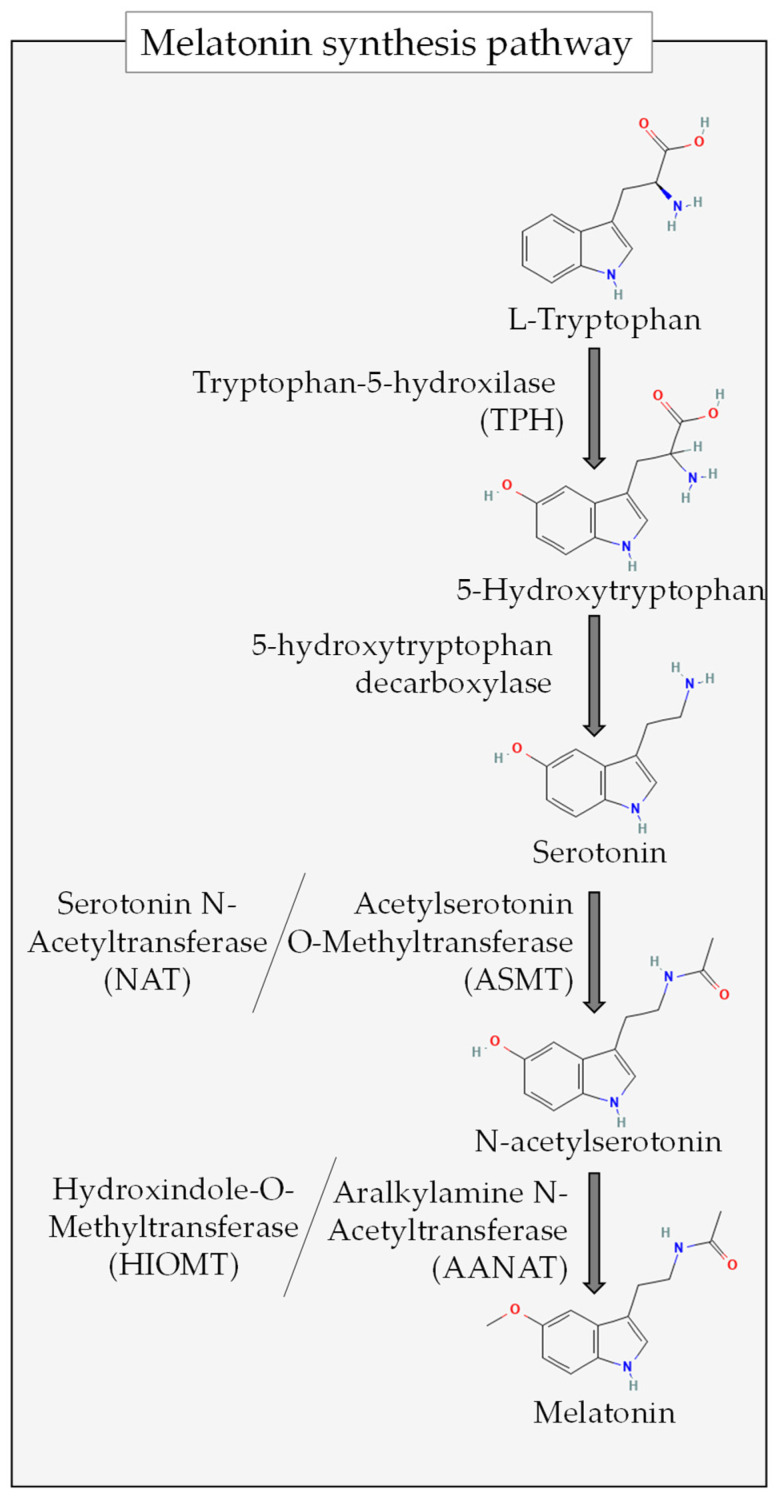 Melatonin synthesis pathway
O
H
O
N
H
H
N
H
L-Tryptophan
Tryptophan-5-hydroxilase
(TPH)
O
H
O
H
N
H
H
H
O
N
H
5-Hydroxytryptophan
5-hydroxytryptophan
decarboxylase
H
N
H
H
O
N
H
Serotonin
Serotonin N-
Acetyltransferase
(NAT)
Acetylserotonin
O-Methyltransferase
(ASMT)
H
N
O
H
O
N
H
N-acetylserotonin
Hydroxindole-O-
Methyltransferase
(HIOMT)
Aralkylamine N-
Acetyltransferase
(AANAT)
H
N
O
O
N
H
Melatonin